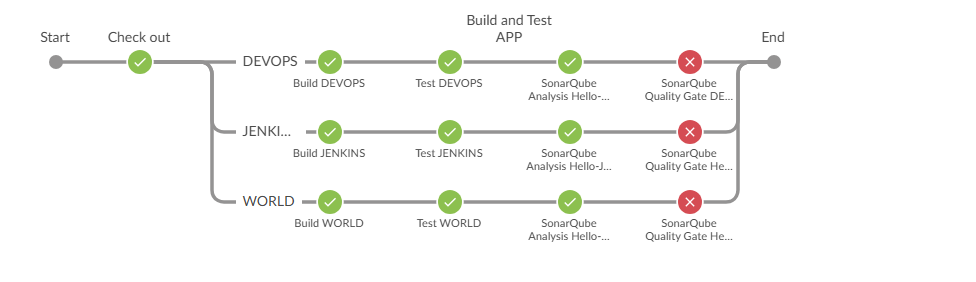 Build and Test
APP
Start
Check out
End
DEVOPS
Build DEVOPS
Test DEVOPS
SonarQube
Analysis Hello-...
SonarQube
Quality Gate DE...
JENKI...
Build JENKINS
Test JENKINS
SonarQube
Analysis Hello-J...
SonarQube
Quality Gate He...
WORLD
Build WORLD
Test WORLD
SonarQube
Analysis Hello-...
SonarQube
Quality Gate He...